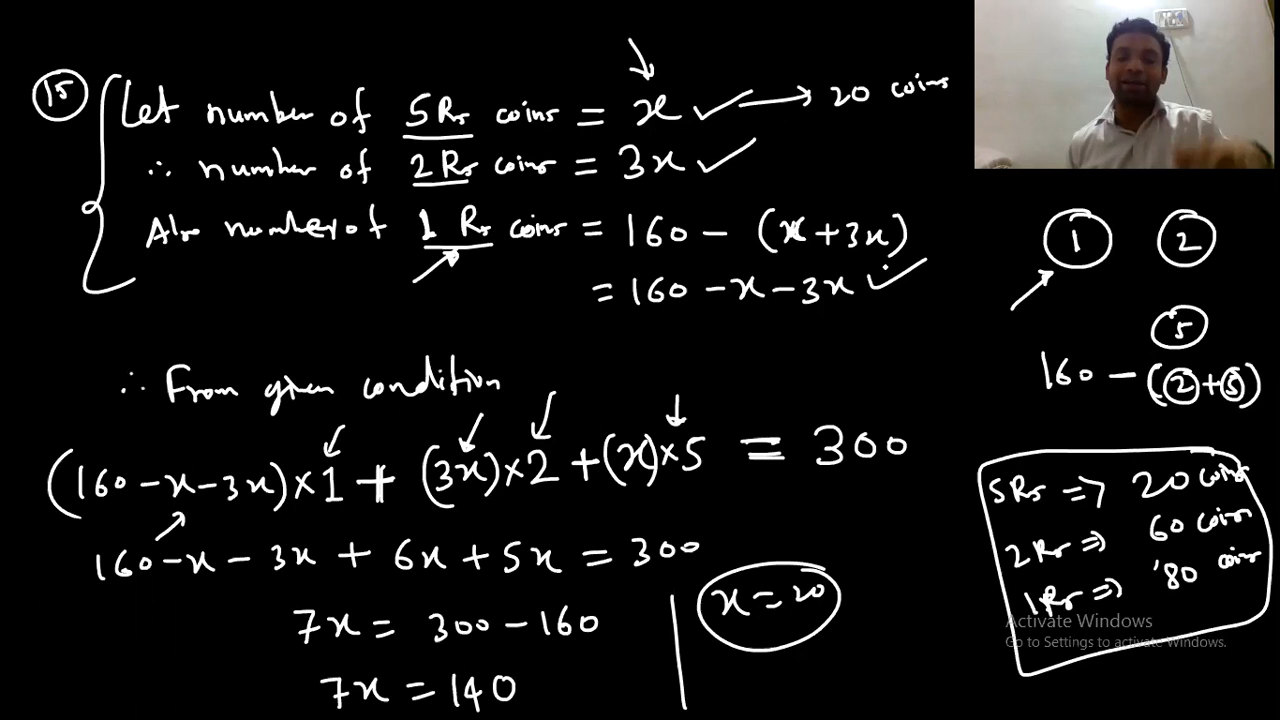 15
Let number of 5Rs coins = x → 20 coins
∴ number of 2Rs coins = 3x
Also number of 1 Rs coins = 160 - (x+3x)
= 160 - x - 3x
1 2
5
160 - (2+5)
∴ From given condition
(160-x-3x)×1 + (3x)×2 + (x)×5 = 300
160 - x - 3x + 6x + 5x = 300
7x = 300 - 160
7x = 140
x = 20
5Rs ⇒ 20 coins
2Rs ⇒ 60 coins
1Rs ⇒ 80 coins
Activate Windows
Go to Settings to activate Windows.